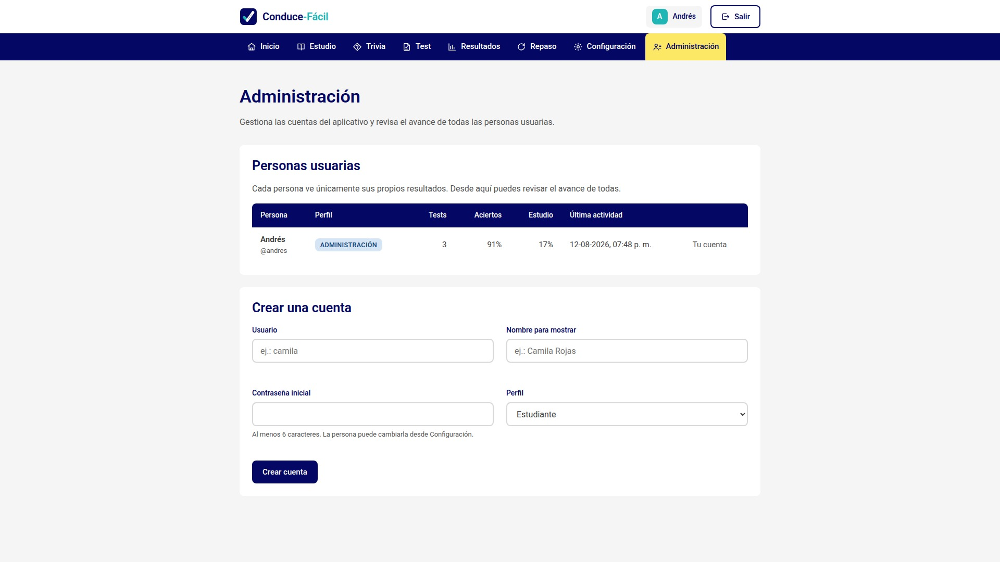 Conduce-Fácil
A Andrés
Salir
Inicio Estudio Trivia Test Resultados Repaso Configuración Administración
Administración
Gestiona las cuentas del aplicativo y revisa el avance de todas las personas usuarias.
Personas usuarias
Cada persona ve únicamente sus propios resultados. Desde aquí puedes revisar el avance de todas.
Persona Perfil Tests Aciertos Estudio Última actividad
Andrés
@andres
ADMINISTRACIÓN 3 91% 17% 12-08-2026, 07:48 p. m. Tu cuenta
Crear una cuenta
Usuario Nombre para mostrar
ej.: camila ej.: Camila Rojas
Contraseña inicial Perfil
Estudiante
Al menos 6 caracteres. La persona puede cambiarla desde Configuración.
Crear cuenta